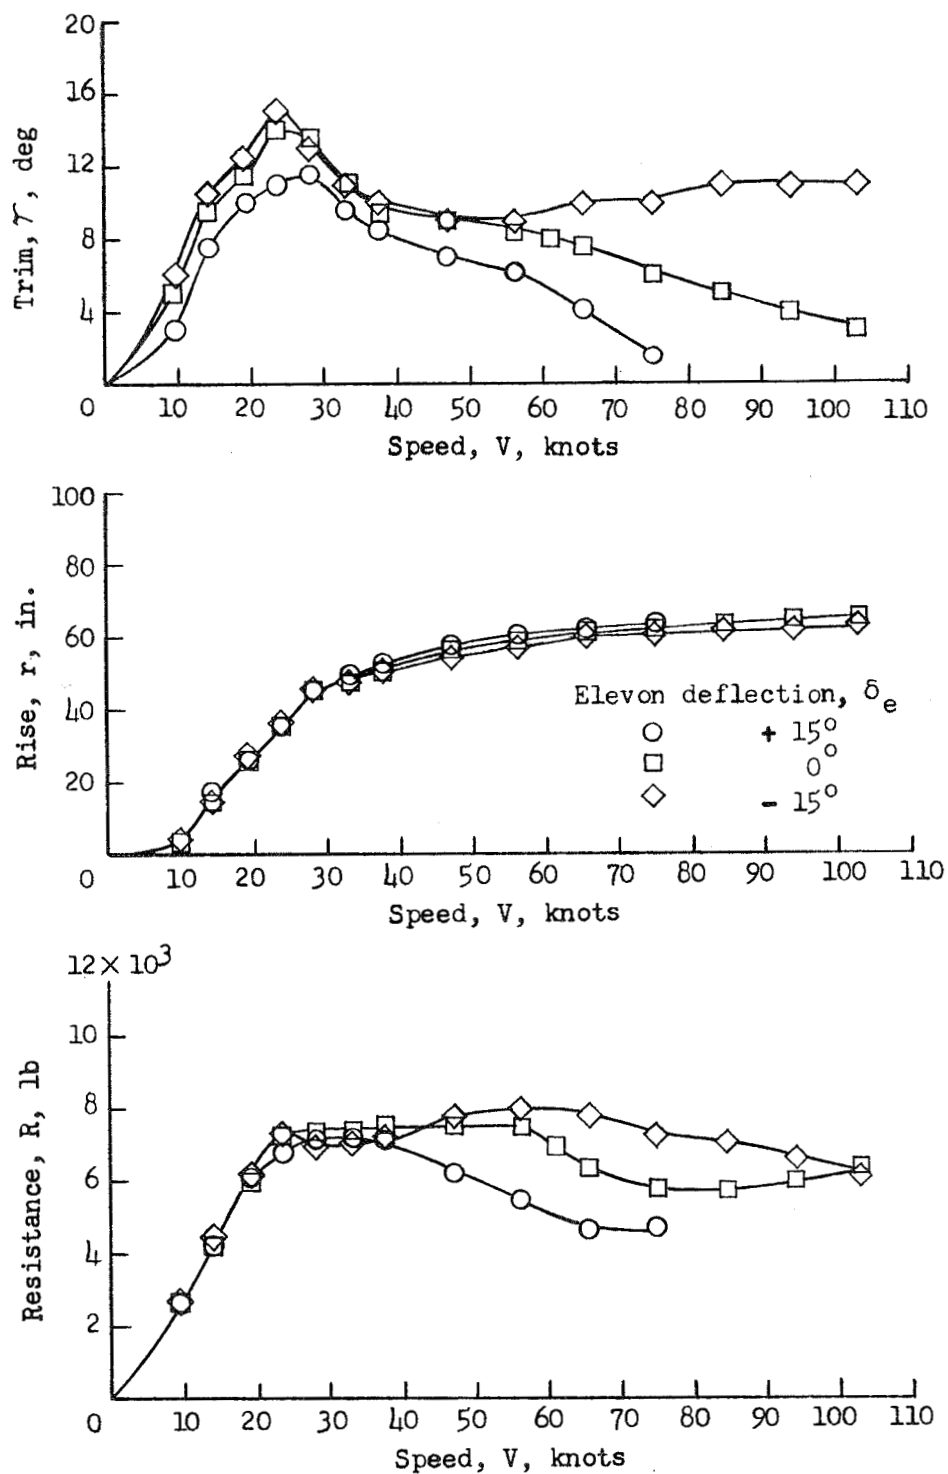 20
16
12
8
4
Trim, τ, deg
0 10 20 30 40 50 60 70 80 90 100 110
Speed, V, knots
100
80
60
40
20
Rise, r, in.
Elevon deflection, δe
+ 15°
0°
- 15°
0 10 20 30 40 50 60 70 80 90 100 110
Speed, V, knots
12 × 10³
10
8
6
4
2
Resistance, R, lb
0 10 20 30 40 50 60 70 80 90 100 110
Speed, V, knots